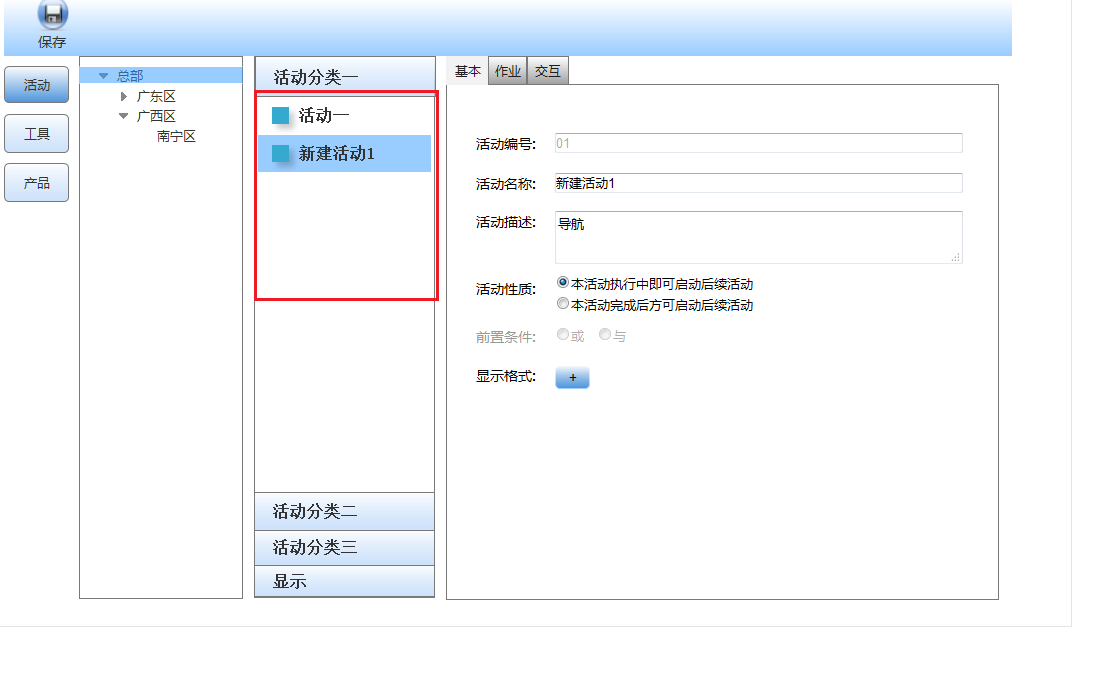 保存
活动
工具
产品
总部
广东区
广西区
南宁区
活动分类一
活动一
新建活动1
活动分类二
活动分类三
显示
基本 作业 交互
活动编号: 01
活动名称: 新建活动1
活动描述: 导航
活动性质: 本活动执行中即可启动后续活动
本活动完成后方可启动后续活动
前置条件: 或 与
显示格式: +